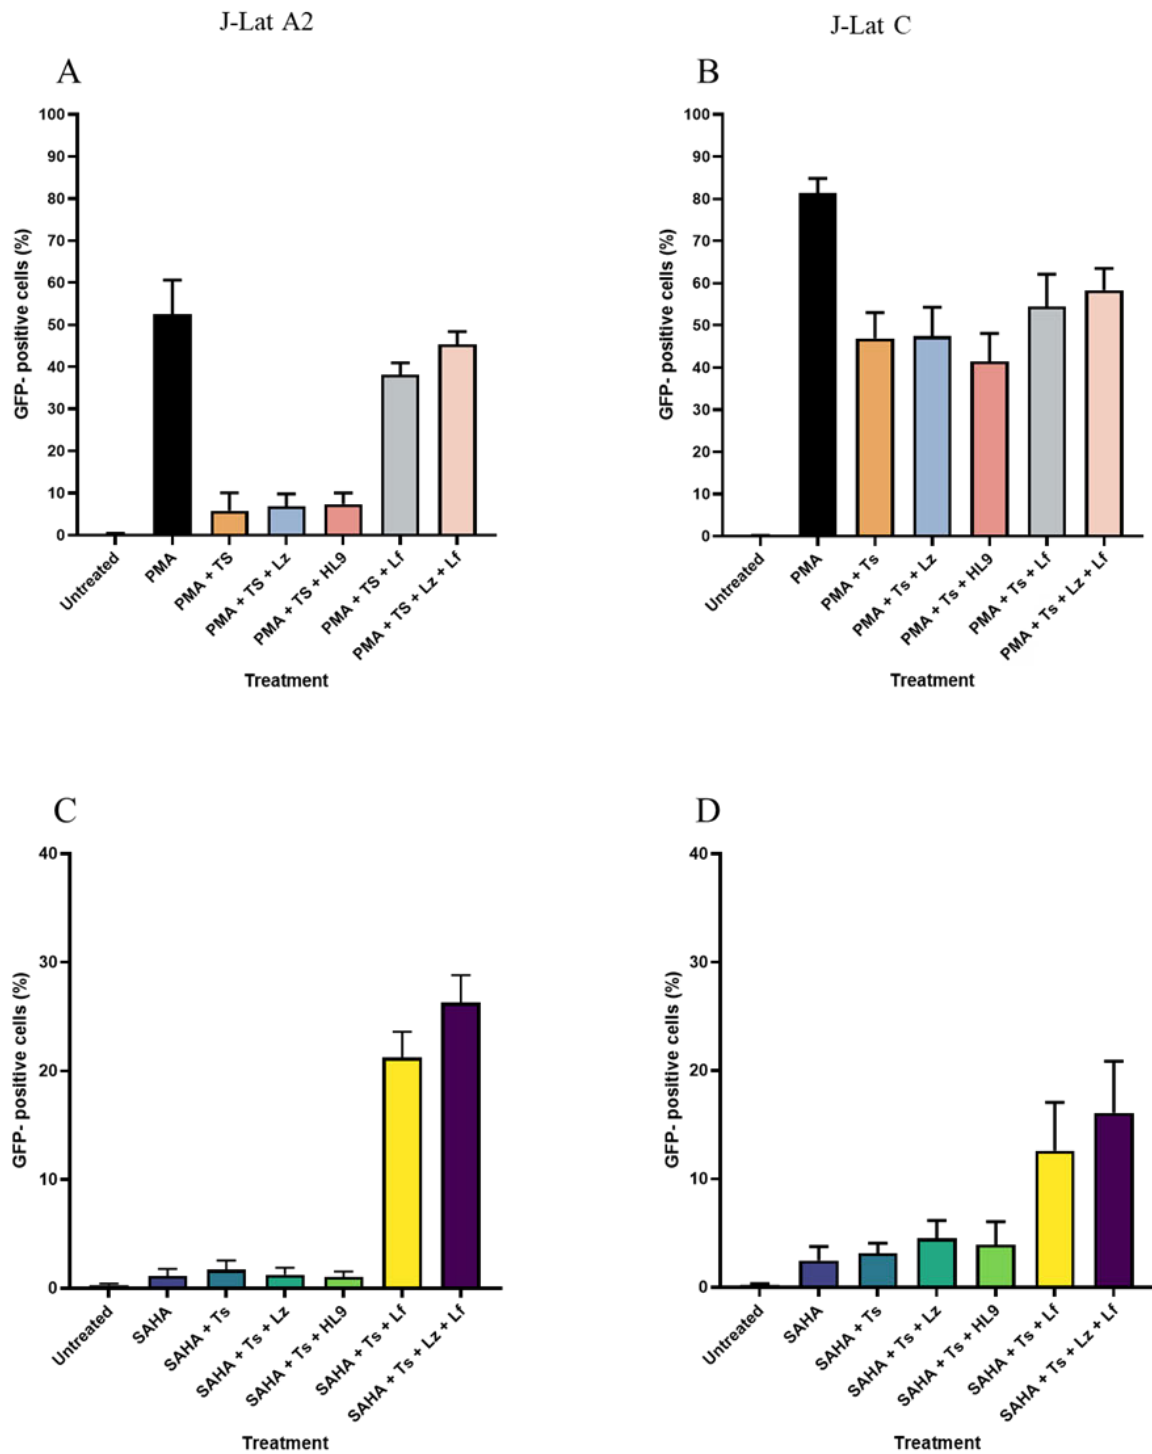 J-Lat A2
J-Lat C
A
100
90
80
70
60
50
40
30
20
10
0
GFP- positive cells (%)
Untreated
PMA
PMA + TS
PMA + TS + Lz
PMA + TS + HL9
PMA + TS + Lf
PMA + TS + Lz + Lf
Treatment
B
100
90
80
70
60
50
40
30
20
10
0
GFP- positive cells (%)
Untreated
PMA
PMA + Ts
PMA + Ts + Lz
PMA + Ts + HL9
PMA + Ts + Lf
PMA + Ts + Lz + Lf
Treatment
C
40
30
20
10
0
GFP- positive cells (%)
Untreated
SAHA
SAHA + Ts
SAHA + Ts + Lz
SAHA + Ts + HL9
SAHA + Ts + Lf
SAHA + Ts + Lz + Lf
Treatment
D
40
30
20
10
0
GFP- positive cells (%)
Untreated
SAHA
SAHA + Ts
SAHA + Ts + Lz
SAHA + Ts + HL9
SAHA + Ts + Lf
SAHA + Ts + Lz + Lf
Treatment